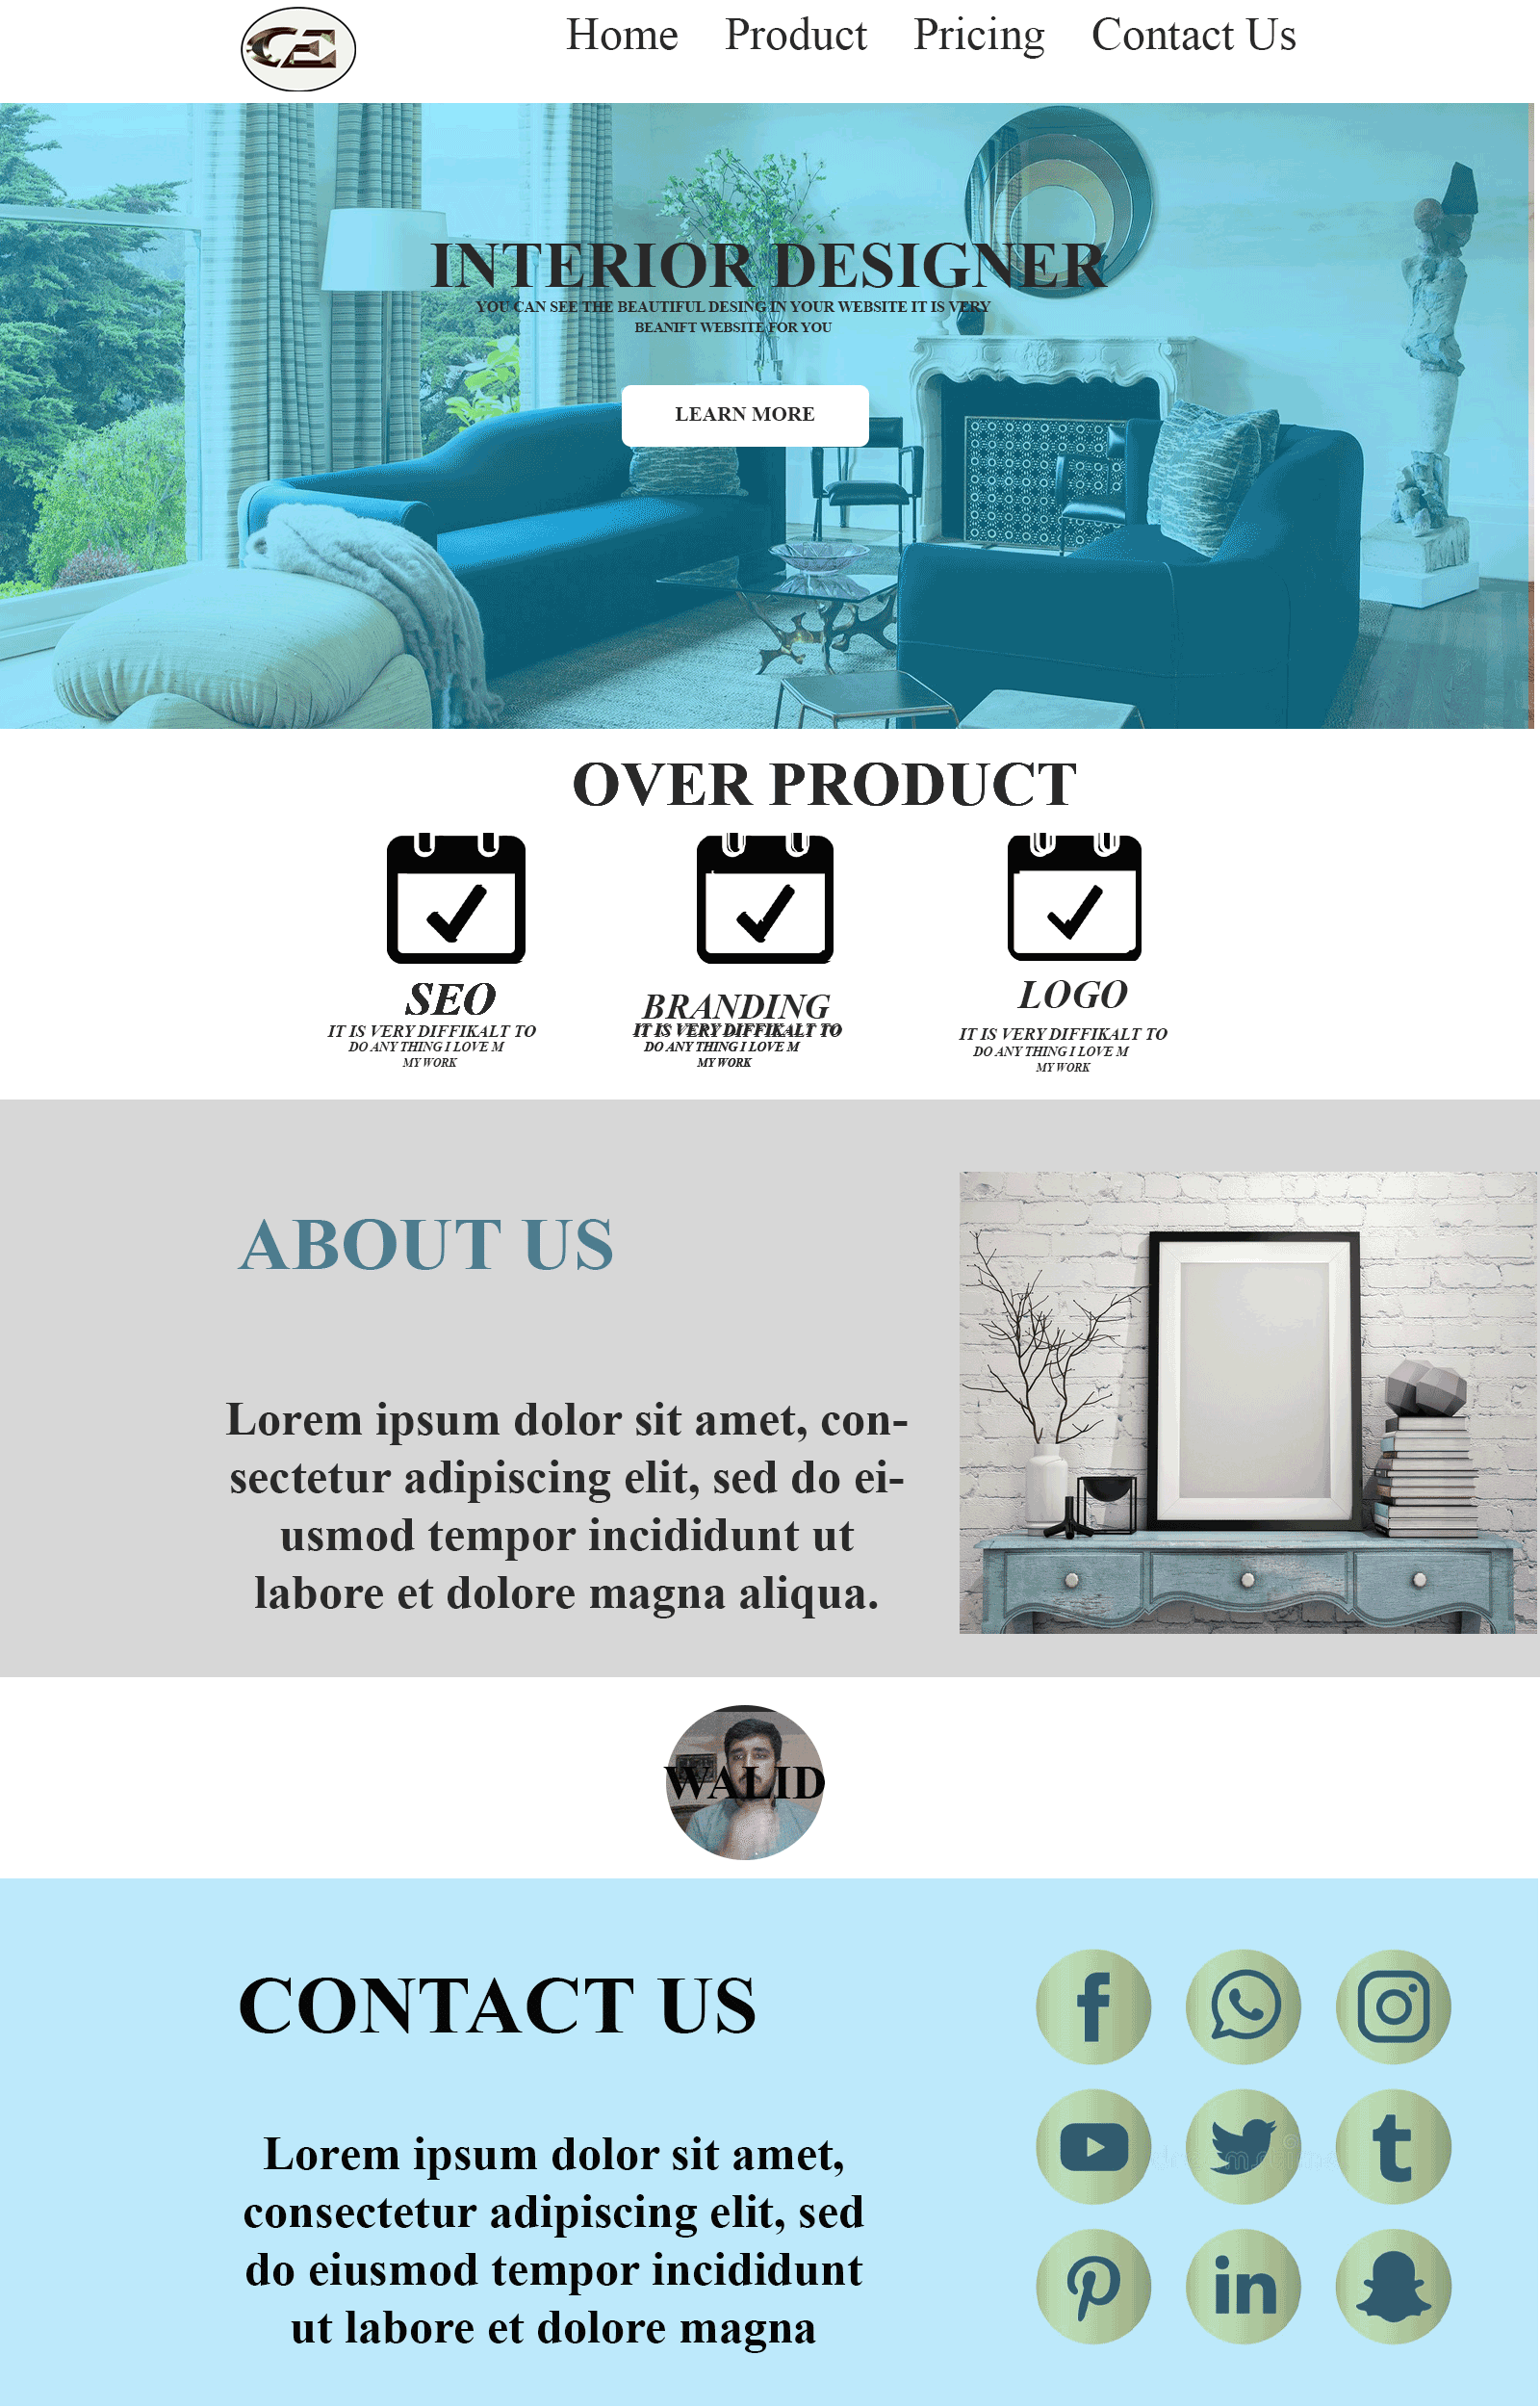 CE
Home Product Pricing Contact Us
INTERIOR DESIGNER
YOU CAN SEE THE BEAUTIFUL DESING IN YOUR WEBSITE IT IS VERY
BEANIFT WEBSITE FOR YOU
LEARN MORE
OVER PRODUCT
SEO
IT IS VERY DIFFIKALT TO
DO ANY THING I LOVE M
MY WORK
BRANDING
IT IS VERY DIFFIKALT TO
DO ANY THING I LOVE M
MY WORK
LOGO
IT IS VERY DIFFIKALT TO
DO ANY THING I LOVE M
MY WORK
ABOUT US
Lorem ipsum dolor sit amet, con-
sectetur adipiscing elit, sed do ei-
usmod tempor incididunt ut
labore et dolore magna aliqua.
WALID
CONTACT US
Lorem ipsum dolor sit amet,
consectetur adipiscing elit, sed
do eiusmod tempor incididunt
ut labore et dolore magna